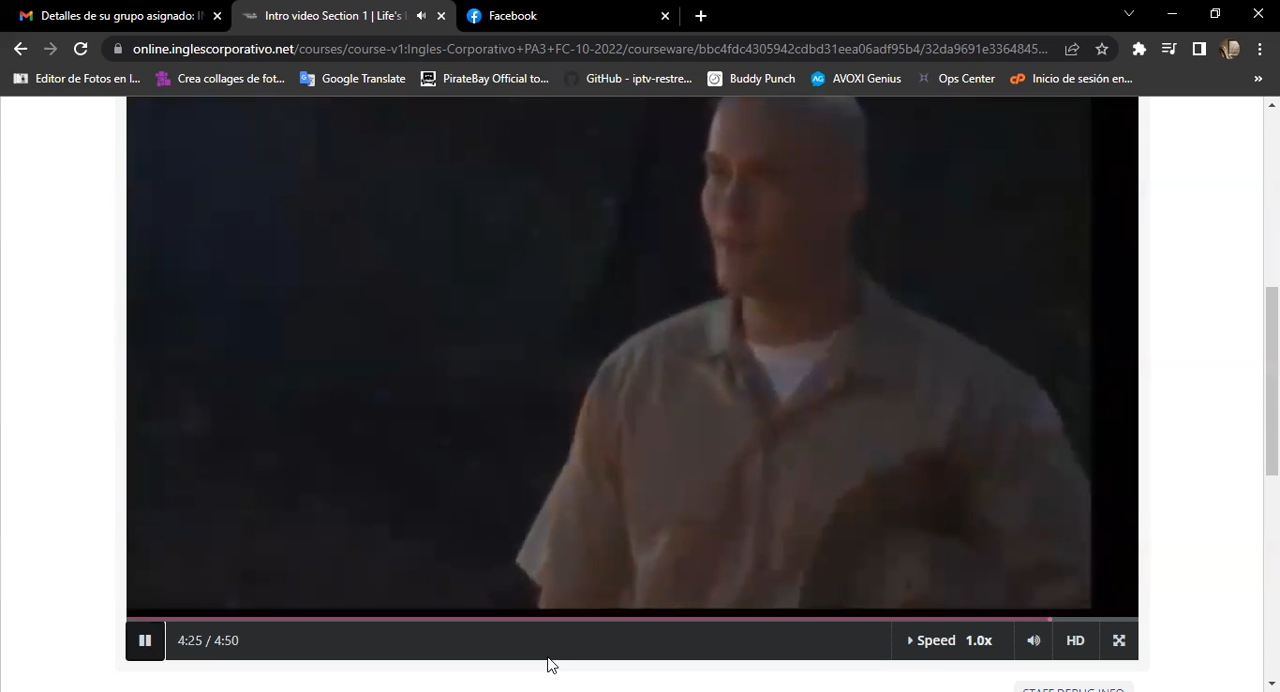 Detalles de su grupo asignado: I
Intro video Section 1 | Life's
Facebook
online.inglescorporativo.net/courses/course-v1:Ingles-Corporativo+PA3+FC-10-2022/courseware/bbc4fdc4305942cdbd31eea06adf95b4/32da9691e3364845...
Editor de Fotos en l...
Crea collages de fot...
Google Translate
PirateBay Official to...
GitHub - iptv-restre...
Buddy Punch
AVOXI Genius
Ops Center
Inicio de sesión en...
4:25 / 4:50
Speed 1.0x
HD
STAFF DEBUG INFO